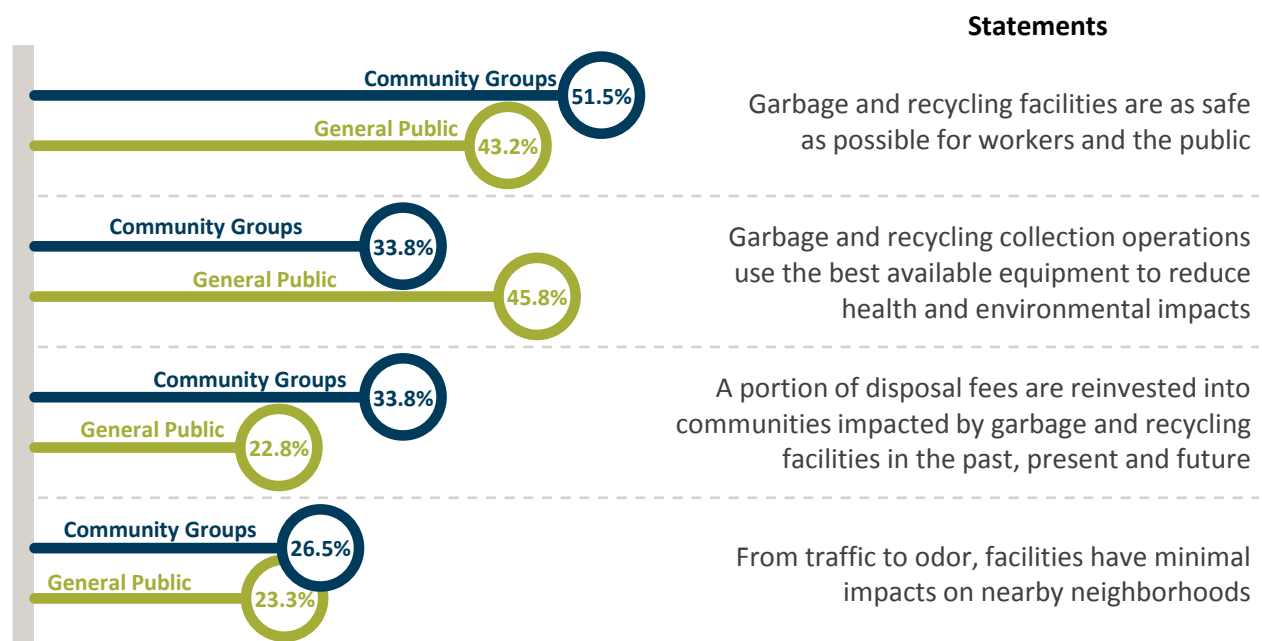 Statements
Community Groups
51.5%
General Public
43.2%
Garbage and recycling facilities are as safe
as possible for workers and the public
Community Groups
33.8%
General Public
45.8%
Garbage and recycling collection operations
use the best available equipment to reduce
health and environmental impacts
Community Groups
33.8%
General Public
22.8%
A portion of disposal fees are reinvested into
communities impacted by garbage and recycling
facilities in the past, present and future
Community Groups
26.5%
General Public
23.3%
From traffic to odor, facilities have minimal
impacts on nearby neighborhoods